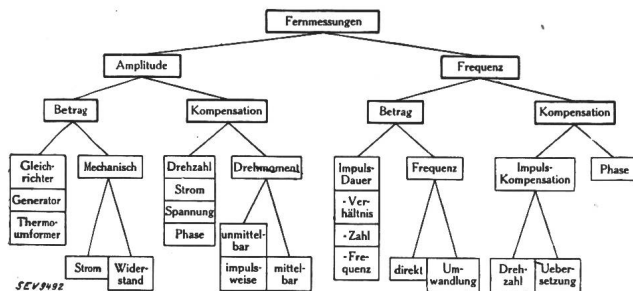 Fernmessungen
Amplitude
Frequenz
Betrag
Kompensation
Betrag
Kompensation
Gleich-
richter
Generator
Thermo-
umformer
Mechanisch
Strom
Wider-
stand
Drehzahl
Strom
Spannung
Phase
Drehmoment
unmittel-
bar
impuls-
weise
mittel-
bar
Impuls-
Dauer
-Ver-
hältnis
-Zahl
-Fre-
quenz
Frequenz
direkt
Um-
wandlung
Impuls-
Kompensation
Phase
Dreh-
zahl
Ueber-
setzung
SEV9492